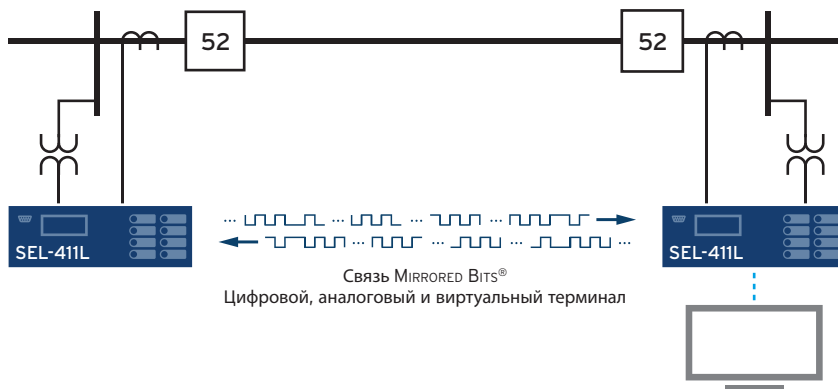 52
52
SEL-411L
SEL-411L
Связь MIRRORED BITS®
Цифровой, аналоговый и виртуальный терминал